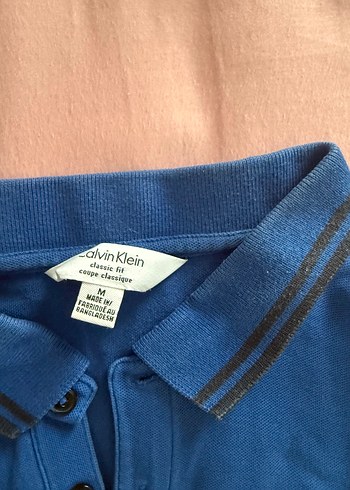 Calvin Klein
classic fit
coupe classique
M
MADE IN/
FABRIQUÉ AU
BANGLADESH